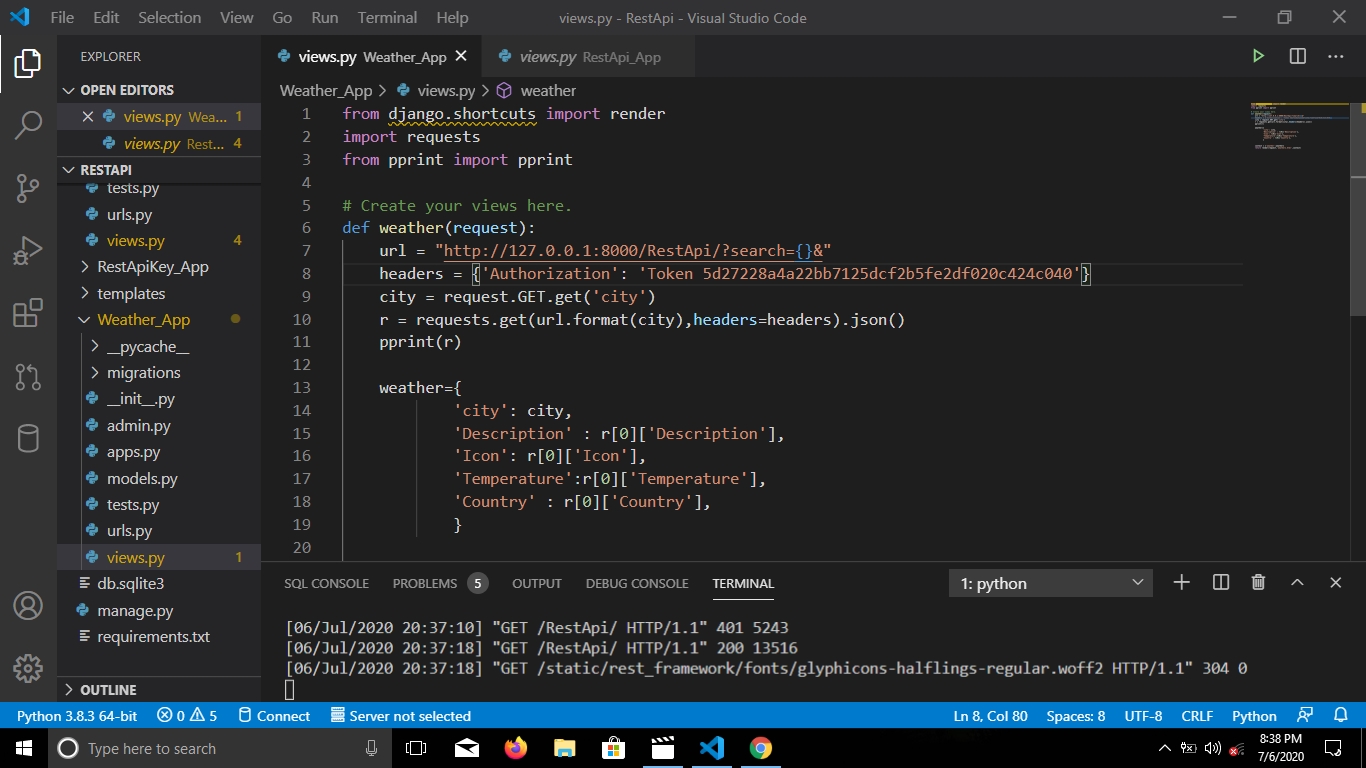 File Edit Selection View Go Run Terminal Help views.py - RestApi - Visual Studio Code
EXPLORER
OPEN EDITORS
views.py Wea... 1
views.py Rest... 4
RESTAPI
tests.py
urls.py
views.py 4
RestApiKey_App
templates
Weather_App
__pycache__
migrations
__init__.py
admin.py
apps.py
models.py
tests.py
urls.py
views.py 1
db.sqlite3
manage.py
requirements.txt
OUTLINE
views.py Weather_App views.py RestApi_App
Weather_App > views.py > weather
1 from django.shortcuts import render
2 import requests
3 from pprint import pprint
4
5 # Create your views here.
6 def weather(request):
7 url = "http://127.0.0.1:8000/RestApi/?search={}&"
8 headers = {'Authorization': 'Token 5d27228a4a22bb7125dcf2b5fe2df020c424c040'}
9 city = request.GET.get('city')
10 r = requests.get(url.format(city),headers=headers).json()
11 pprint(r)
12
13 weather={
14 'city': city,
15 'Description' : r[0]['Description'],
16 'Icon': r[0]['Icon'],
17 'Temperature':r[0]['Temperature'],
18 'Country' : r[0]['Country'],
19 }
20
SQL CONSOLE PROBLEMS 5 OUTPUT DEBUG CONSOLE TERMINAL 1: python
[06/Jul/2020 20:37:10] "GET /RestApi/ HTTP/1.1" 401 5243
[06/Jul/2020 20:37:18] "GET /RestApi/ HTTP/1.1" 200 13516
[06/Jul/2020 20:37:18] "GET /static/rest_framework/fonts/glyphicons-halflings-regular.woff2 HTTP/1.1" 304 0
Python 3.8.3 64-bit 0 5 Connect Server not selected Ln 8, Col 80 Spaces: 8 UTF-8 CRLF Python
Type here to search 8:38 PM
7/6/2020